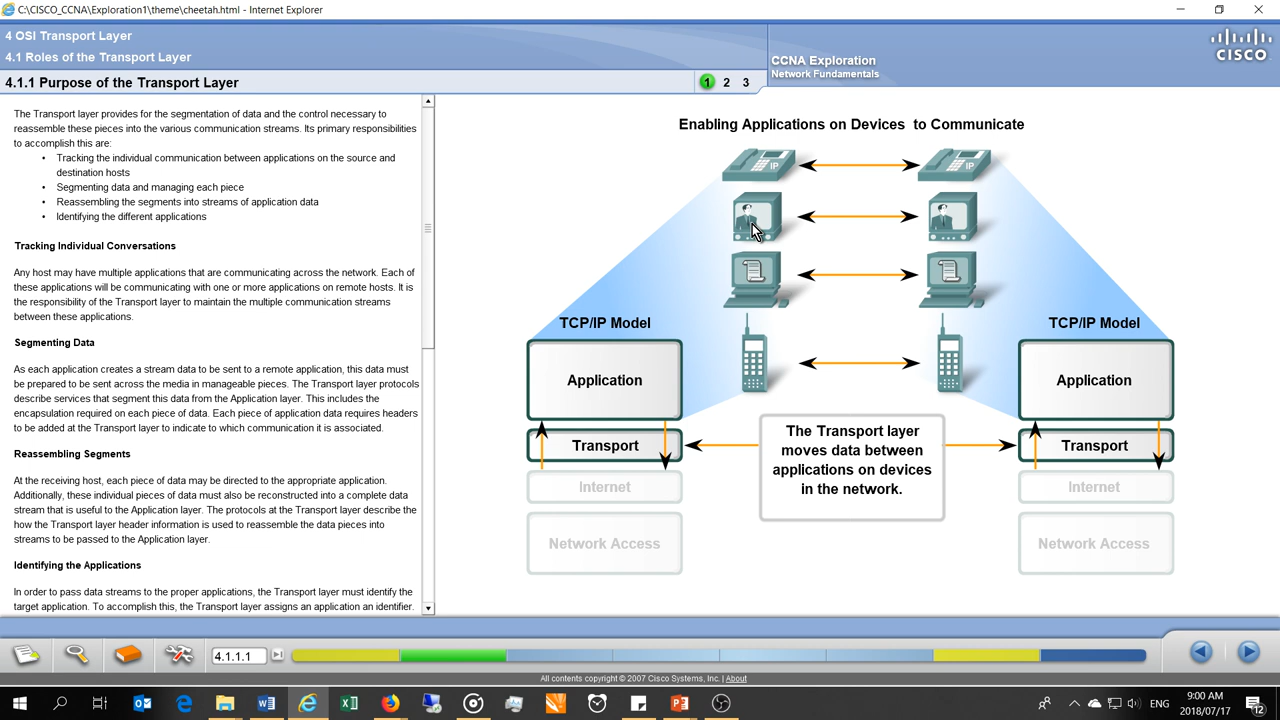 C:\CISCO_CCNA\Exploration1\theme\cheetah.html - Internet Explorer
4 OSI Transport Layer
4.1 Roles of the Transport Layer
4.1.1 Purpose of the Transport Layer
1 2 3
CCNA Exploration
Network Fundamentals
CISCO
The Transport layer provides for the segmentation of data and the control necessary to
reassemble these pieces into the various communication streams. Its primary responsibilities
to accomplish this are:
• Tracking the individual communication between applications on the source and
destination hosts
• Segmenting data and managing each piece
• Reassembling the segments into streams of application data
• Identifying the different applications
Tracking Individual Conversations
Any host may have multiple applications that are communicating across the network. Each of
these applications will be communicating with one or more applications on remote hosts. It is
the responsibility of the Transport layer to maintain the multiple communication streams
between these applications.
Segmenting Data
As each application creates a stream data to be sent to a remote application, this data must
be prepared to be sent across the media in manageable pieces. The Transport layer protocols
describe services that segment this data from the Application layer. This includes the
encapsulation required on each piece of data. Each piece of application data requires headers
to be added at the Transport layer to indicate to which communication it is associated.
Reassembling Segments
At the receiving host, each piece of data may be directed to the appropriate application.
Additionally, these individual pieces of data must also be reconstructed into a complete data
stream that is useful to the Application layer. The protocols at the Transport layer describe the
how the Transport layer header information is used to reassemble the data pieces into
streams to be passed to the Application layer.
Identifying the Applications
In order to pass data streams to the proper applications, the Transport layer must identify the
target application. To accomplish this, the Transport layer assigns an application an identifier.
Enabling Applications on Devices to Communicate
IP
IP
TCP/IP Model
Application
Transport
Internet
Network Access
The Transport layer
moves data between
applications on devices
in the network.
TCP/IP Model
Application
Transport
Internet
Network Access
4.1.1.1
All contents copyright © 2007 Cisco Systems, Inc. | About
ENG
9:00 AM
2018/07/17
12